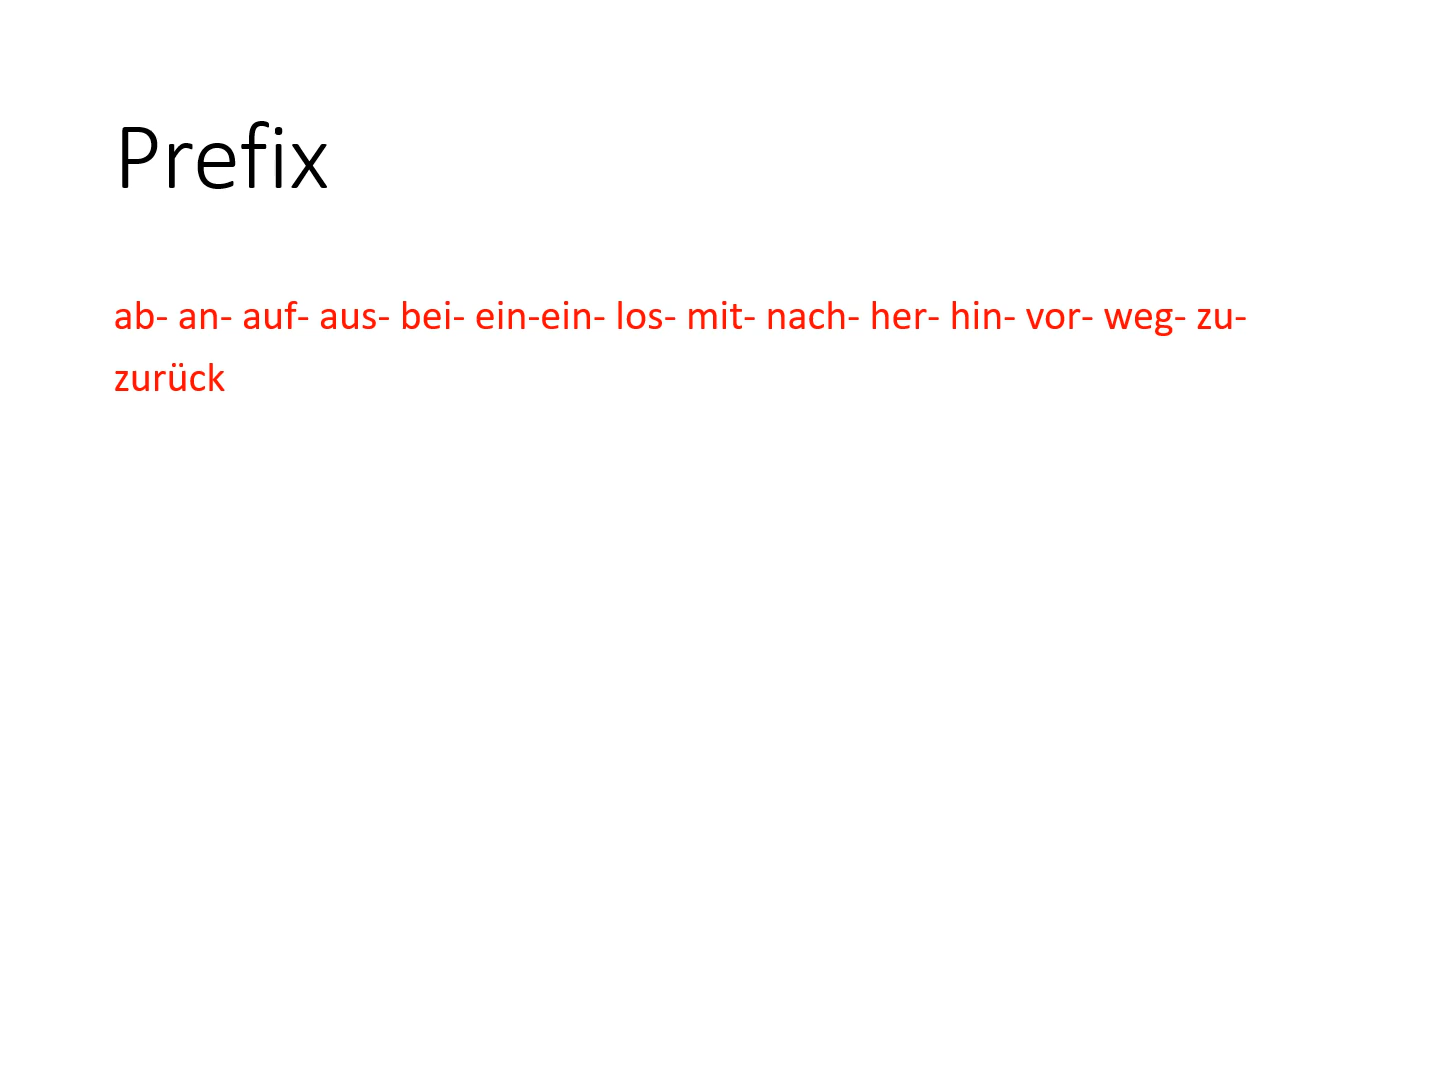 Prefix
ab- an- auf- aus- bei- ein-ein- los- mit- nach- her- hin- vor- weg- zu-
zurück